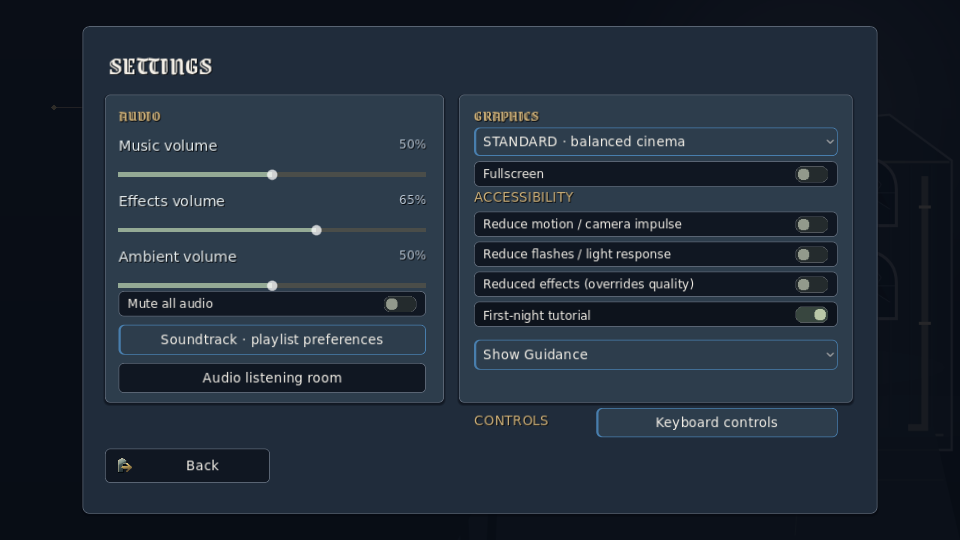 SETTINGS
AUDIO
Music volume 50%
Effects volume 65%
Ambient volume 50%
Mute all audio
Soundtrack · playlist preferences
Audio listening room
GRAPHICS
STANDARD · balanced cinema
Fullscreen
ACCESSIBILITY
Reduce motion / camera impulse
Reduce flashes / light response
Reduced effects (overrides quality)
First-night tutorial
Show Guidance
CONTROLS
Keyboard controls
Back